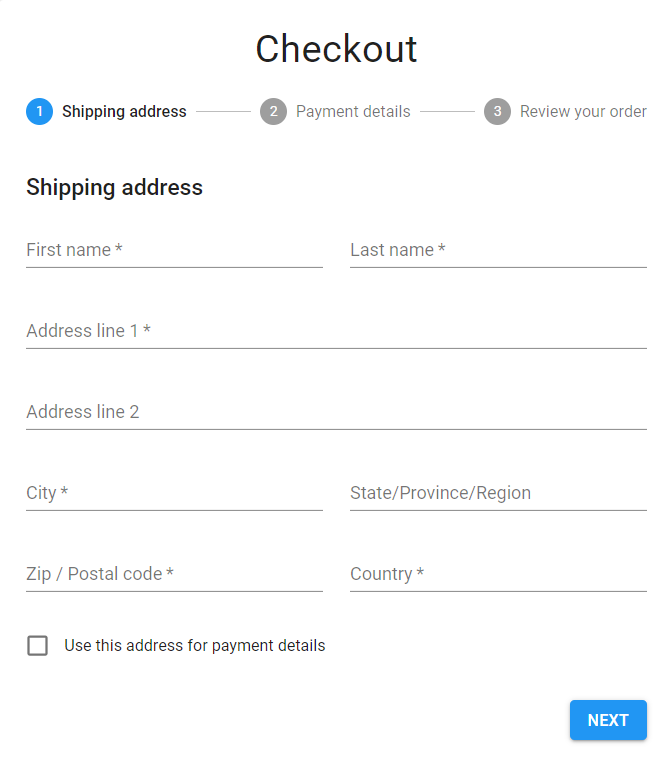 Checkout
1 Shipping address 2 Payment details 3 Review your order
Shipping address
First name * Last name *
Address line 1 *
Address line 2
City * State/Province/Region
Zip / Postal code * Country *
Use this address for payment details
NEXT